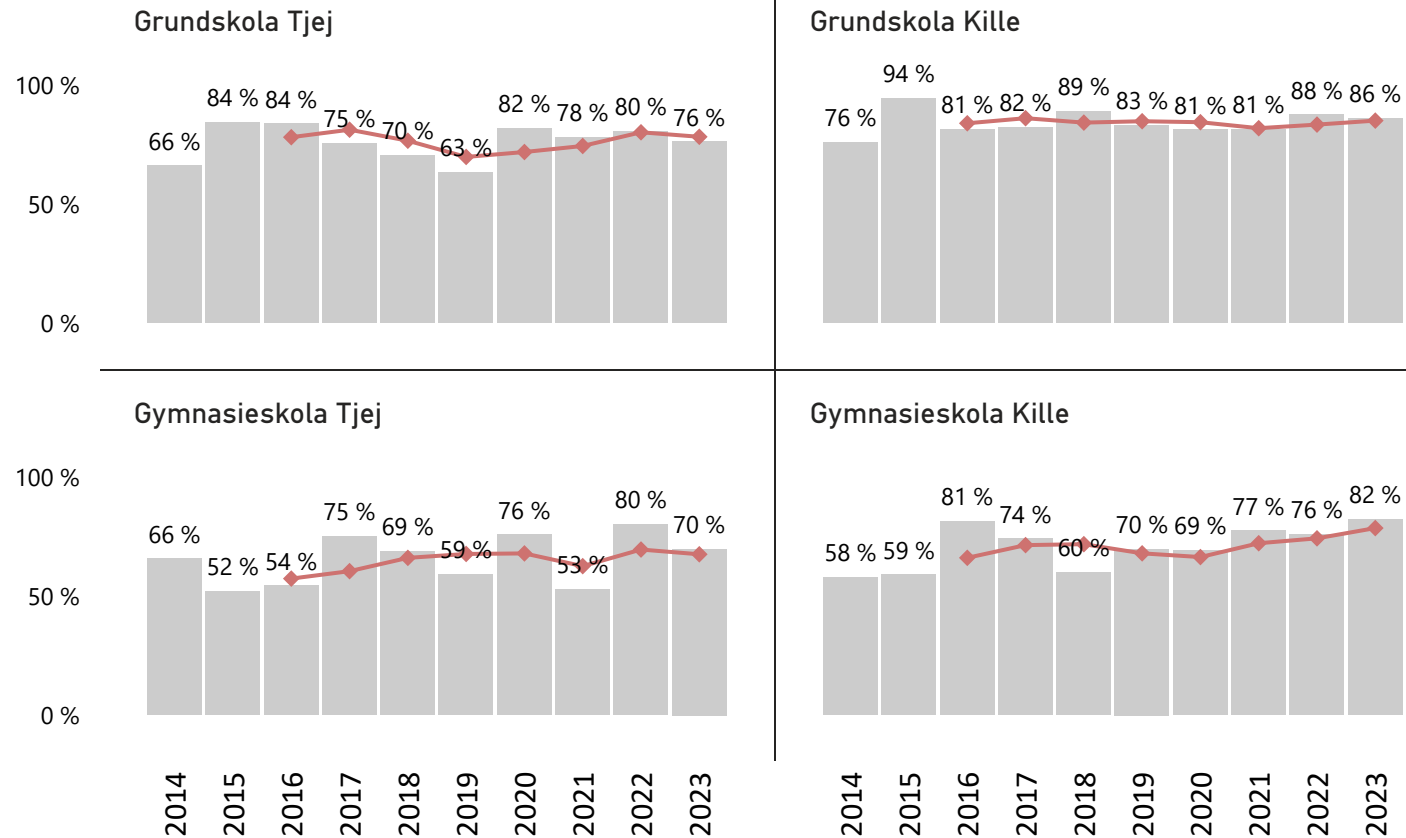 Grundskola Tjej
100 %
50 %
0 %
66 % 84 % 84 % 75 % 70 % 63 % 82 % 78 % 80 % 76 %
Grundskola Kille
76 % 94 % 81 % 82 % 89 % 83 % 81 % 81 % 88 % 86 %
Gymnasieskola Tjej
100 %
50 %
0 %
66 % 52 % 54 % 75 % 69 % 59 % 76 % 53 % 80 % 70 %
2014 2015 2016 2017 2018 2019 2020 2021 2022 2023
Gymnasieskola Kille
58 % 59 % 81 % 74 % 60 % 70 % 69 % 77 % 76 % 82 %
2014 2015 2016 2017 2018 2019 2020 2021 2022 2023